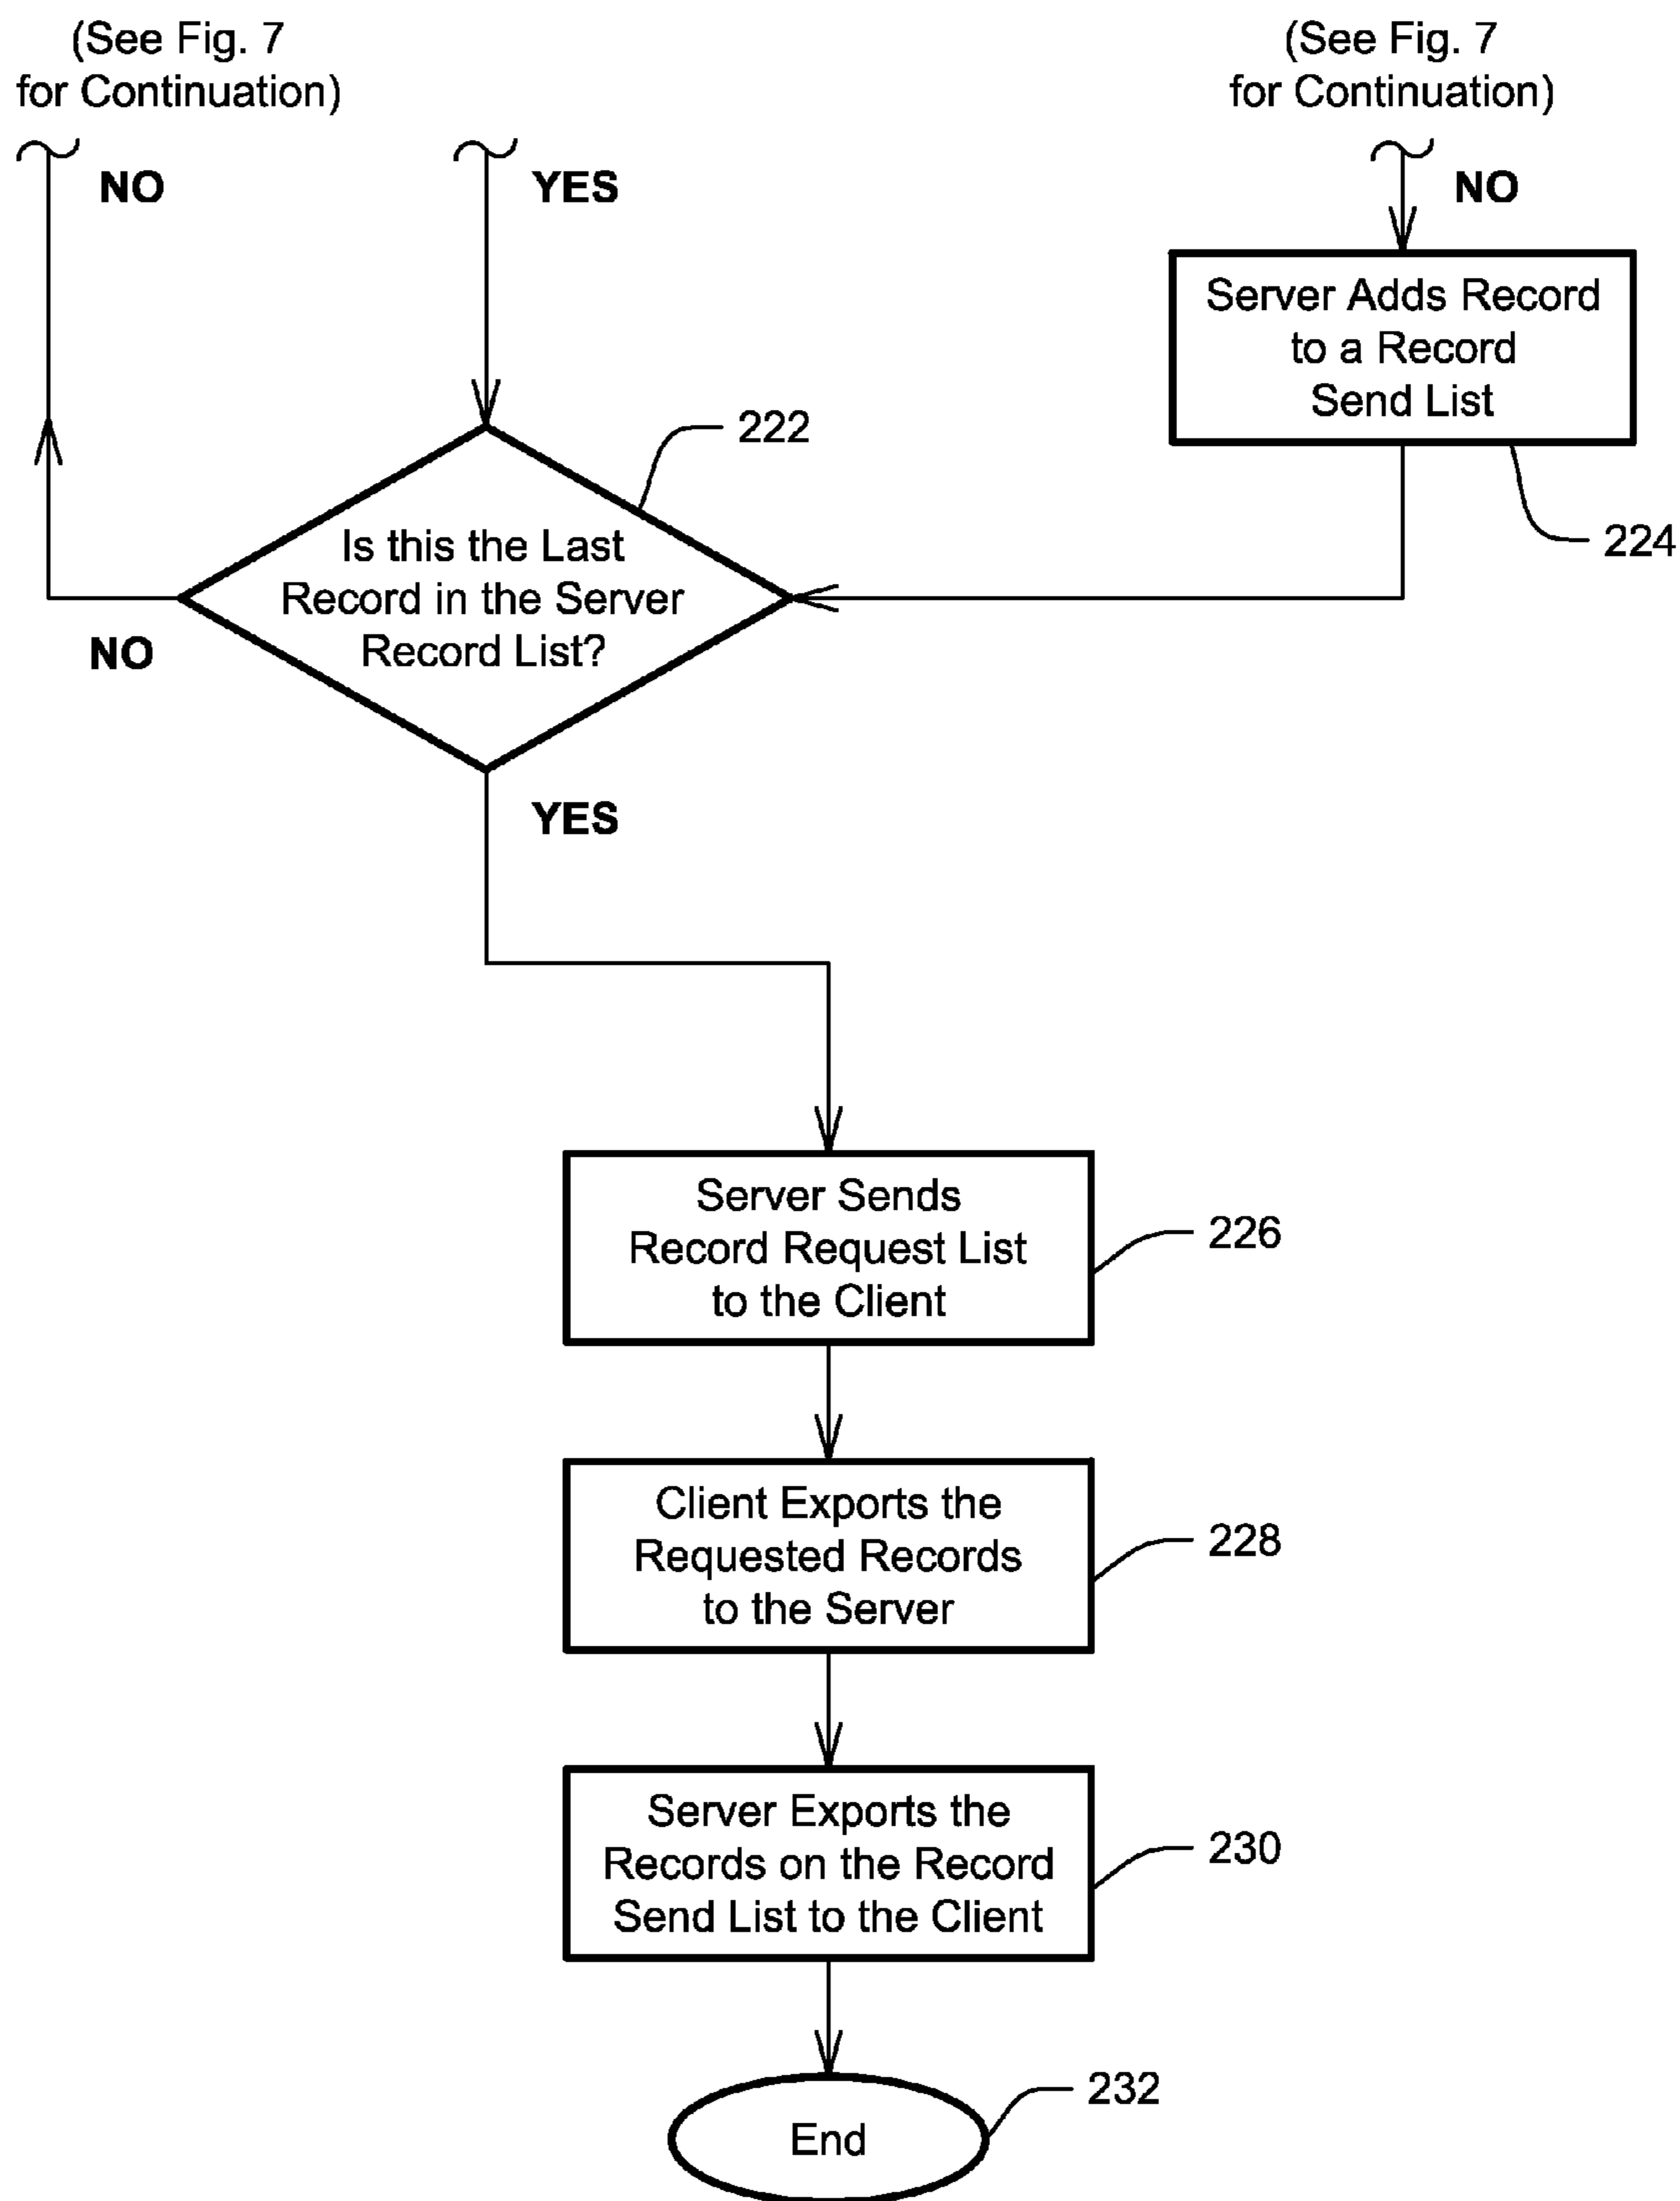 (See Fig. 7
for Continuation)
(See Fig. 7
for Continuation)
NO
YES
NO
Server Adds Record
to a Record
Send List
224
222
Is this the Last
Record in the Server
Record List?
NO
YES
Server Sends
Record Request List
to the Client
226
Client Exports the
Requested Records
to the Server
228
Server Exports the
Records on the Record
Send List to the Client
230
End
232